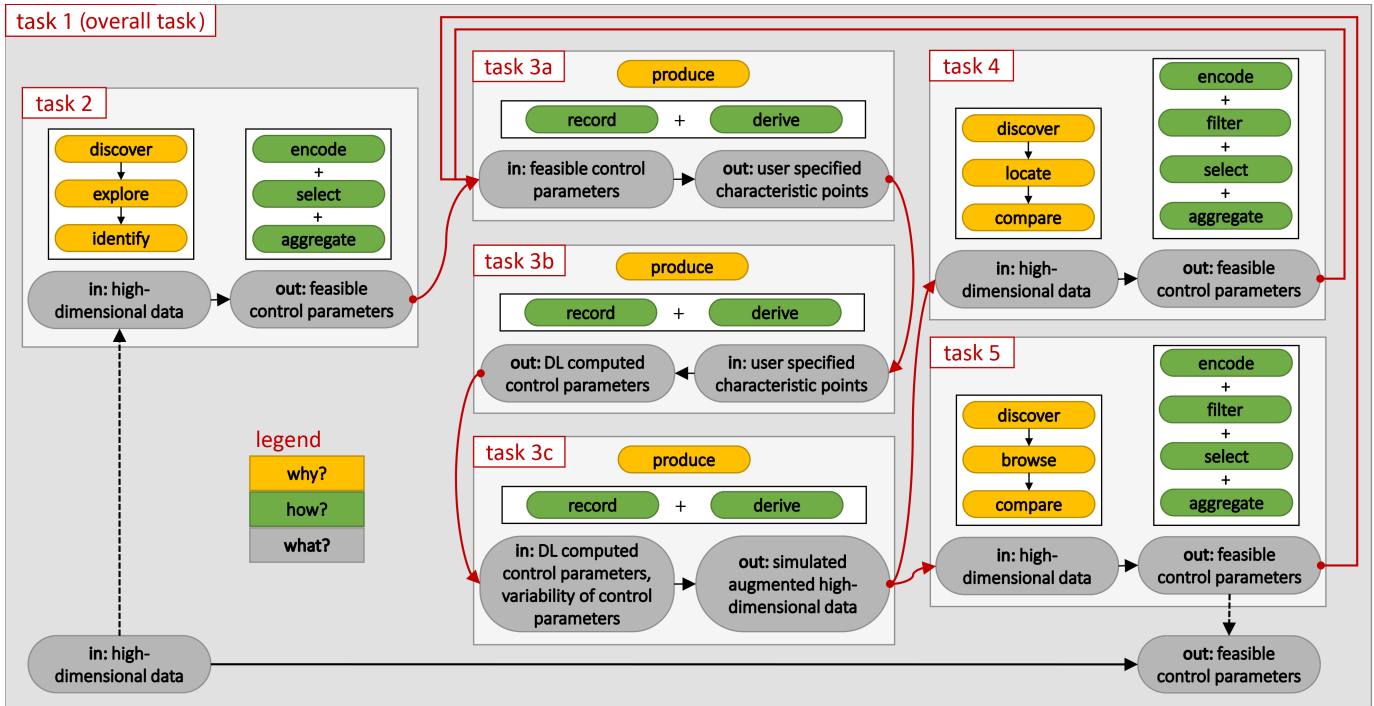 task 1 (overall task)
task 2
discover
explore
identify
encode
+
select
+
aggregate
in: high-
dimensional data
out: feasible
control parameters
legend
why?
how?
what?
in: high-
dimensional data
task 3a
produce
record + derive
in: feasible control
parameters
out: user specified
characteristic points
task 3b
produce
record + derive
out: DL computed
control parameters
in: user specified
characteristic points
task 3c
produce
record + derive
in: DL computed
control parameters,
variability of control
parameters
out: simulated
augmented high-
dimensional data
task 4
discover
locate
compare
encode
+
filter
+
select
+
aggregate
in: high-
dimensional data
out: feasible
control parameters
task 5
discover
browse
compare
encode
+
filter
+
select
+
aggregate
in: high-
dimensional data
out: feasible
control parameters
out: feasible
control parameters